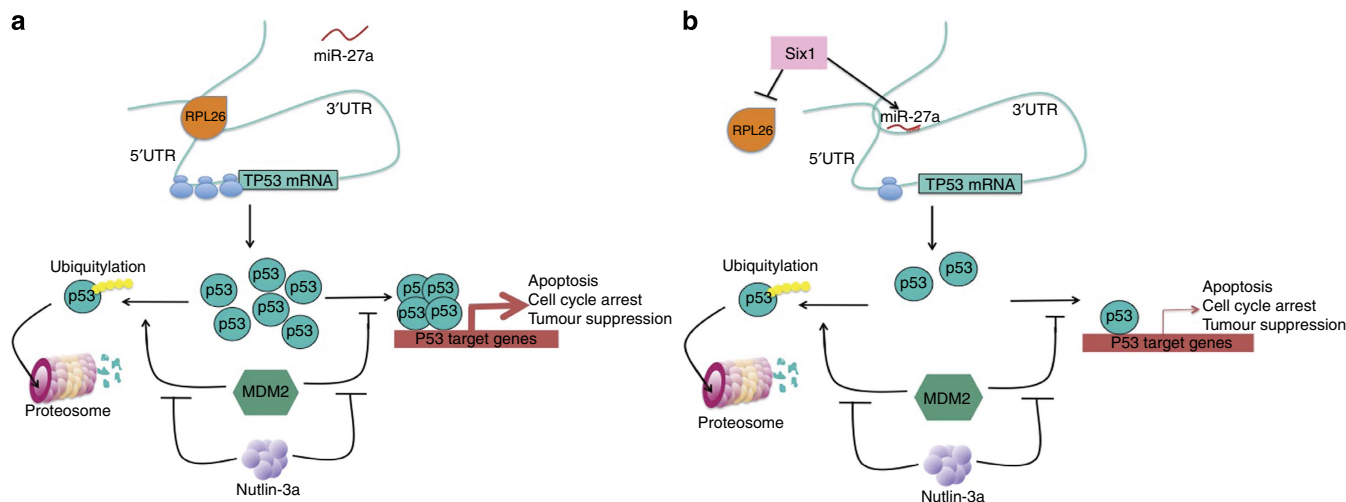 a
miR-27a
RPL26
3′UTR
5′UTR
TP53 mRNA
Ubiquitylation
p53
p53
p53
p53
p53
p53
p53
p53
p5
p53
p53
p53
Apoptosis
Cell cycle arrest
Tumour suppression
P53 target genes
MDM2
Proteosome
Nutlin-3a
b
Six1
RPL26
miR-27a
3′UTR
5′UTR
TP53 mRNA
Ubiquitylation
p53
p53
p53
p53
Apoptosis
Cell cycle arrest
Tumour suppression
P53 target genes
MDM2
Proteosome
Nutlin-3a